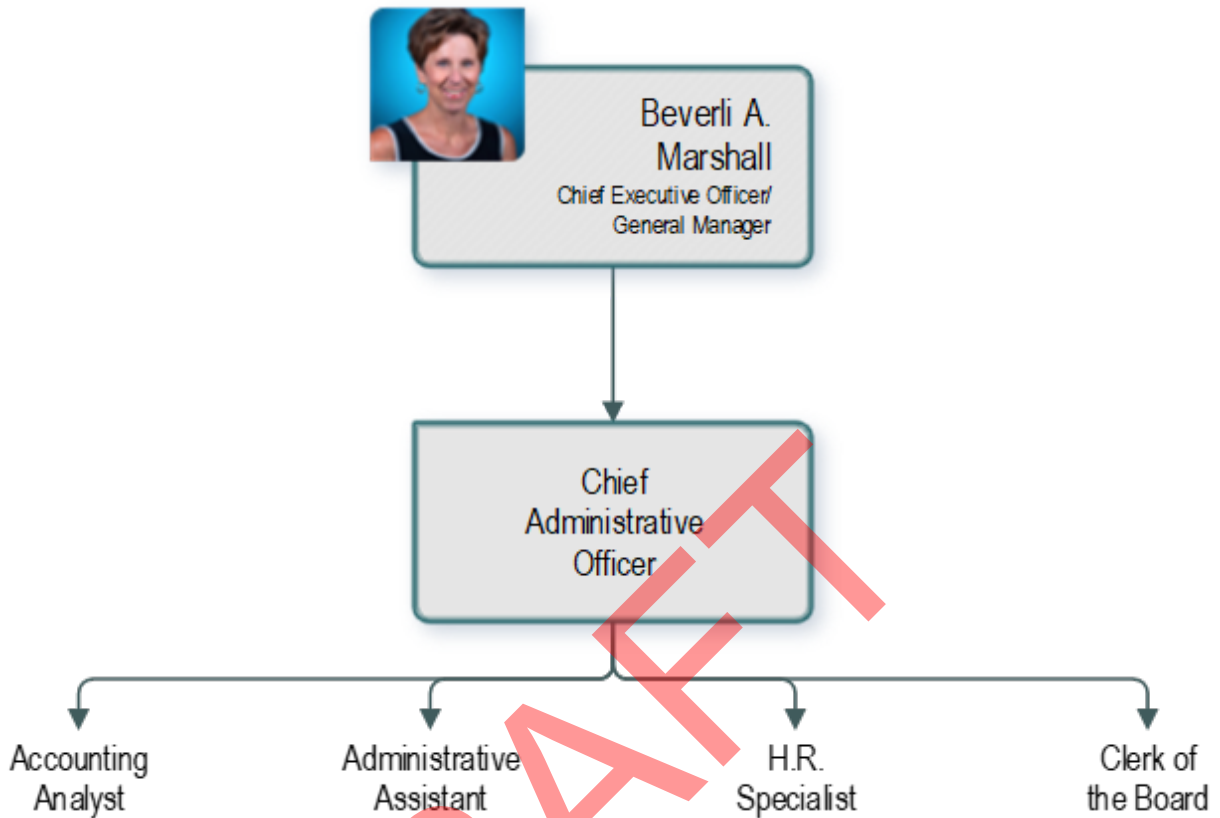 Beverli A.
Marshall
Chief Executive Officer/
General Manager
Chief
Administrative
Officer
Accounting
Analyst
Administrative
Assistant
H.R.
Specialist
Clerk of
the Board